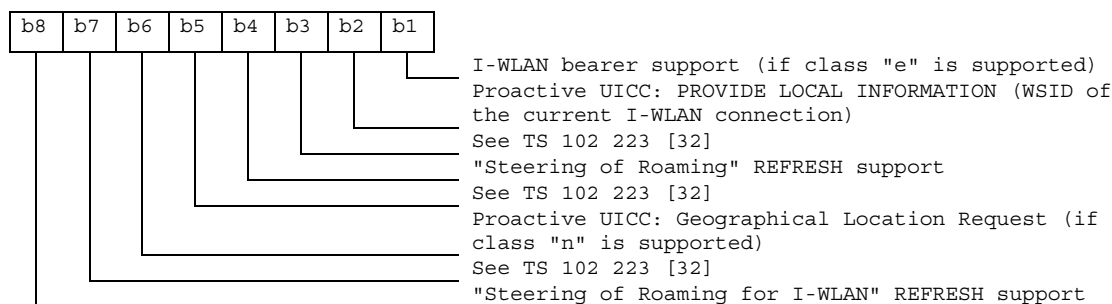 b8 b7 b6 b5 b4 b3 b2 b1
I-WLAN bearer support (if class "e" is supported)
Proactive UICC: PROVIDE LOCAL INFORMATION (WSID of
the current I-WLAN connection)
See TS 102 223 [32]
"Steering of Roaming" REFRESH support
See TS 102 223 [32]
Proactive UICC: Geographical Location Request (if
class "n" is supported)
See TS 102 223 [32]
"Steering of Roaming for I-WLAN" REFRESH support